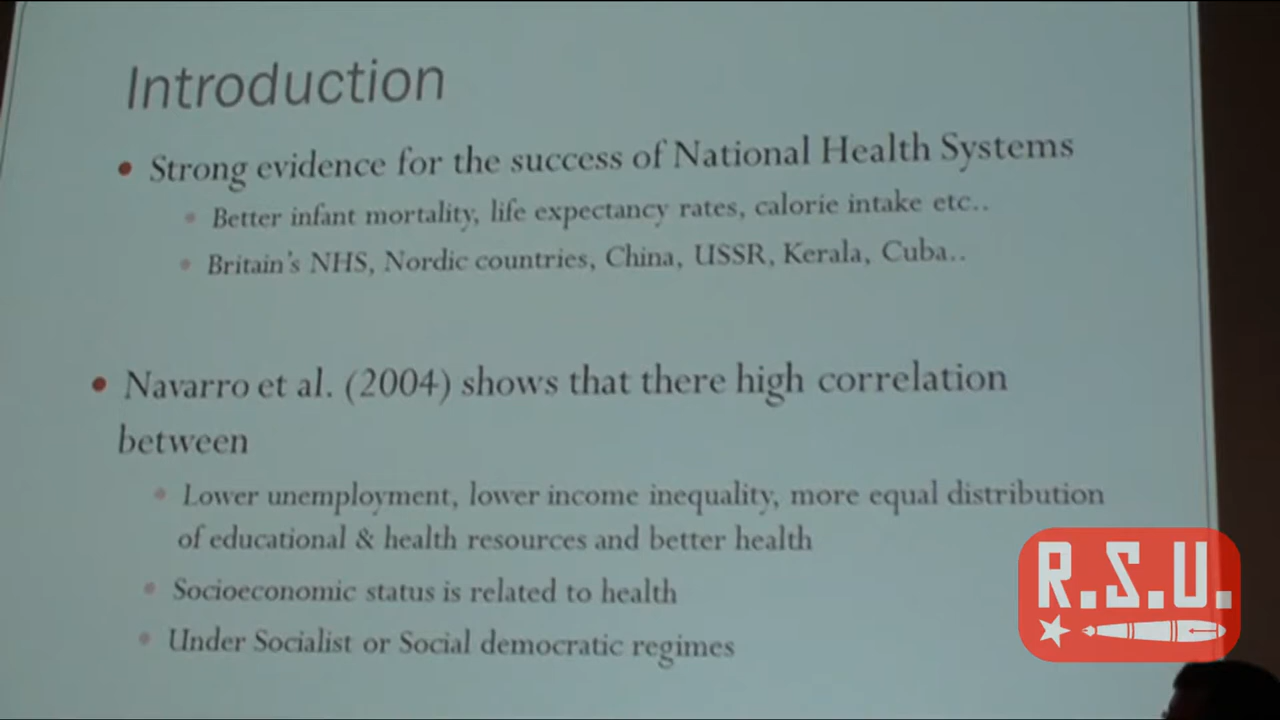 Introduction
Strong evidence for the success of National Health Systems
Better infant mortality, life expectancy rates, calorie intake etc..
Britain's NHS, Nordic countries, China, USSR, Kerala, Cuba..
Navarro et al. (2004) shows that there high correlation
between
Lower unemployment, lower income inequality, more equal distribution
of educational & health resources and better health
Socioeconomic status is related to health
Under Socialist or Social democratic regimes
R.S.U.